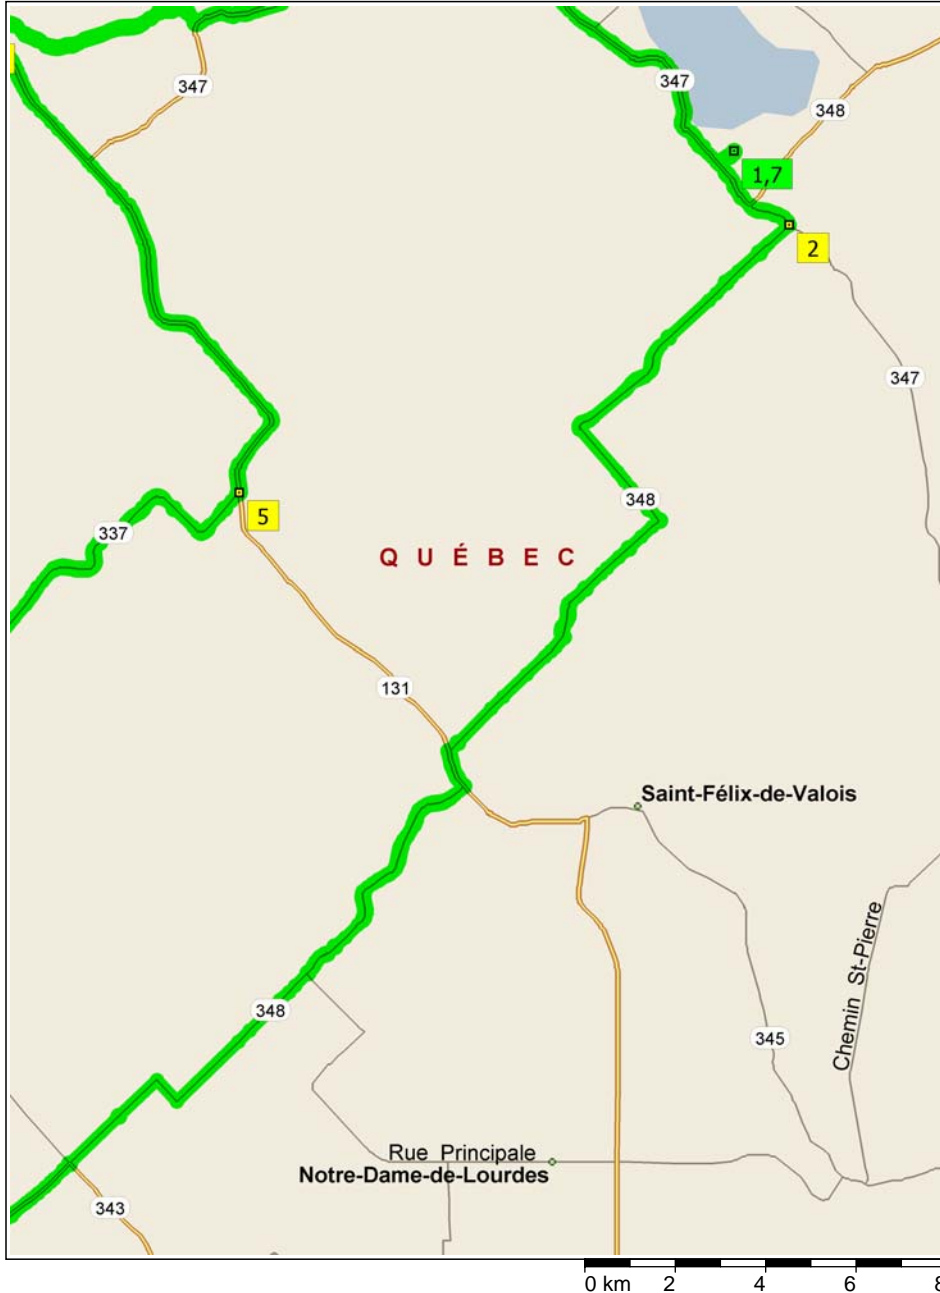 347
347
348
1,7
2
347
348
5
337
QUÉBEC
131
Saint-Félix-de-Valois
Chemin St-Pierre
348
345
Rue Principale
Notre-Dame-de-Lourdes
343
0 km 2 4 6 8